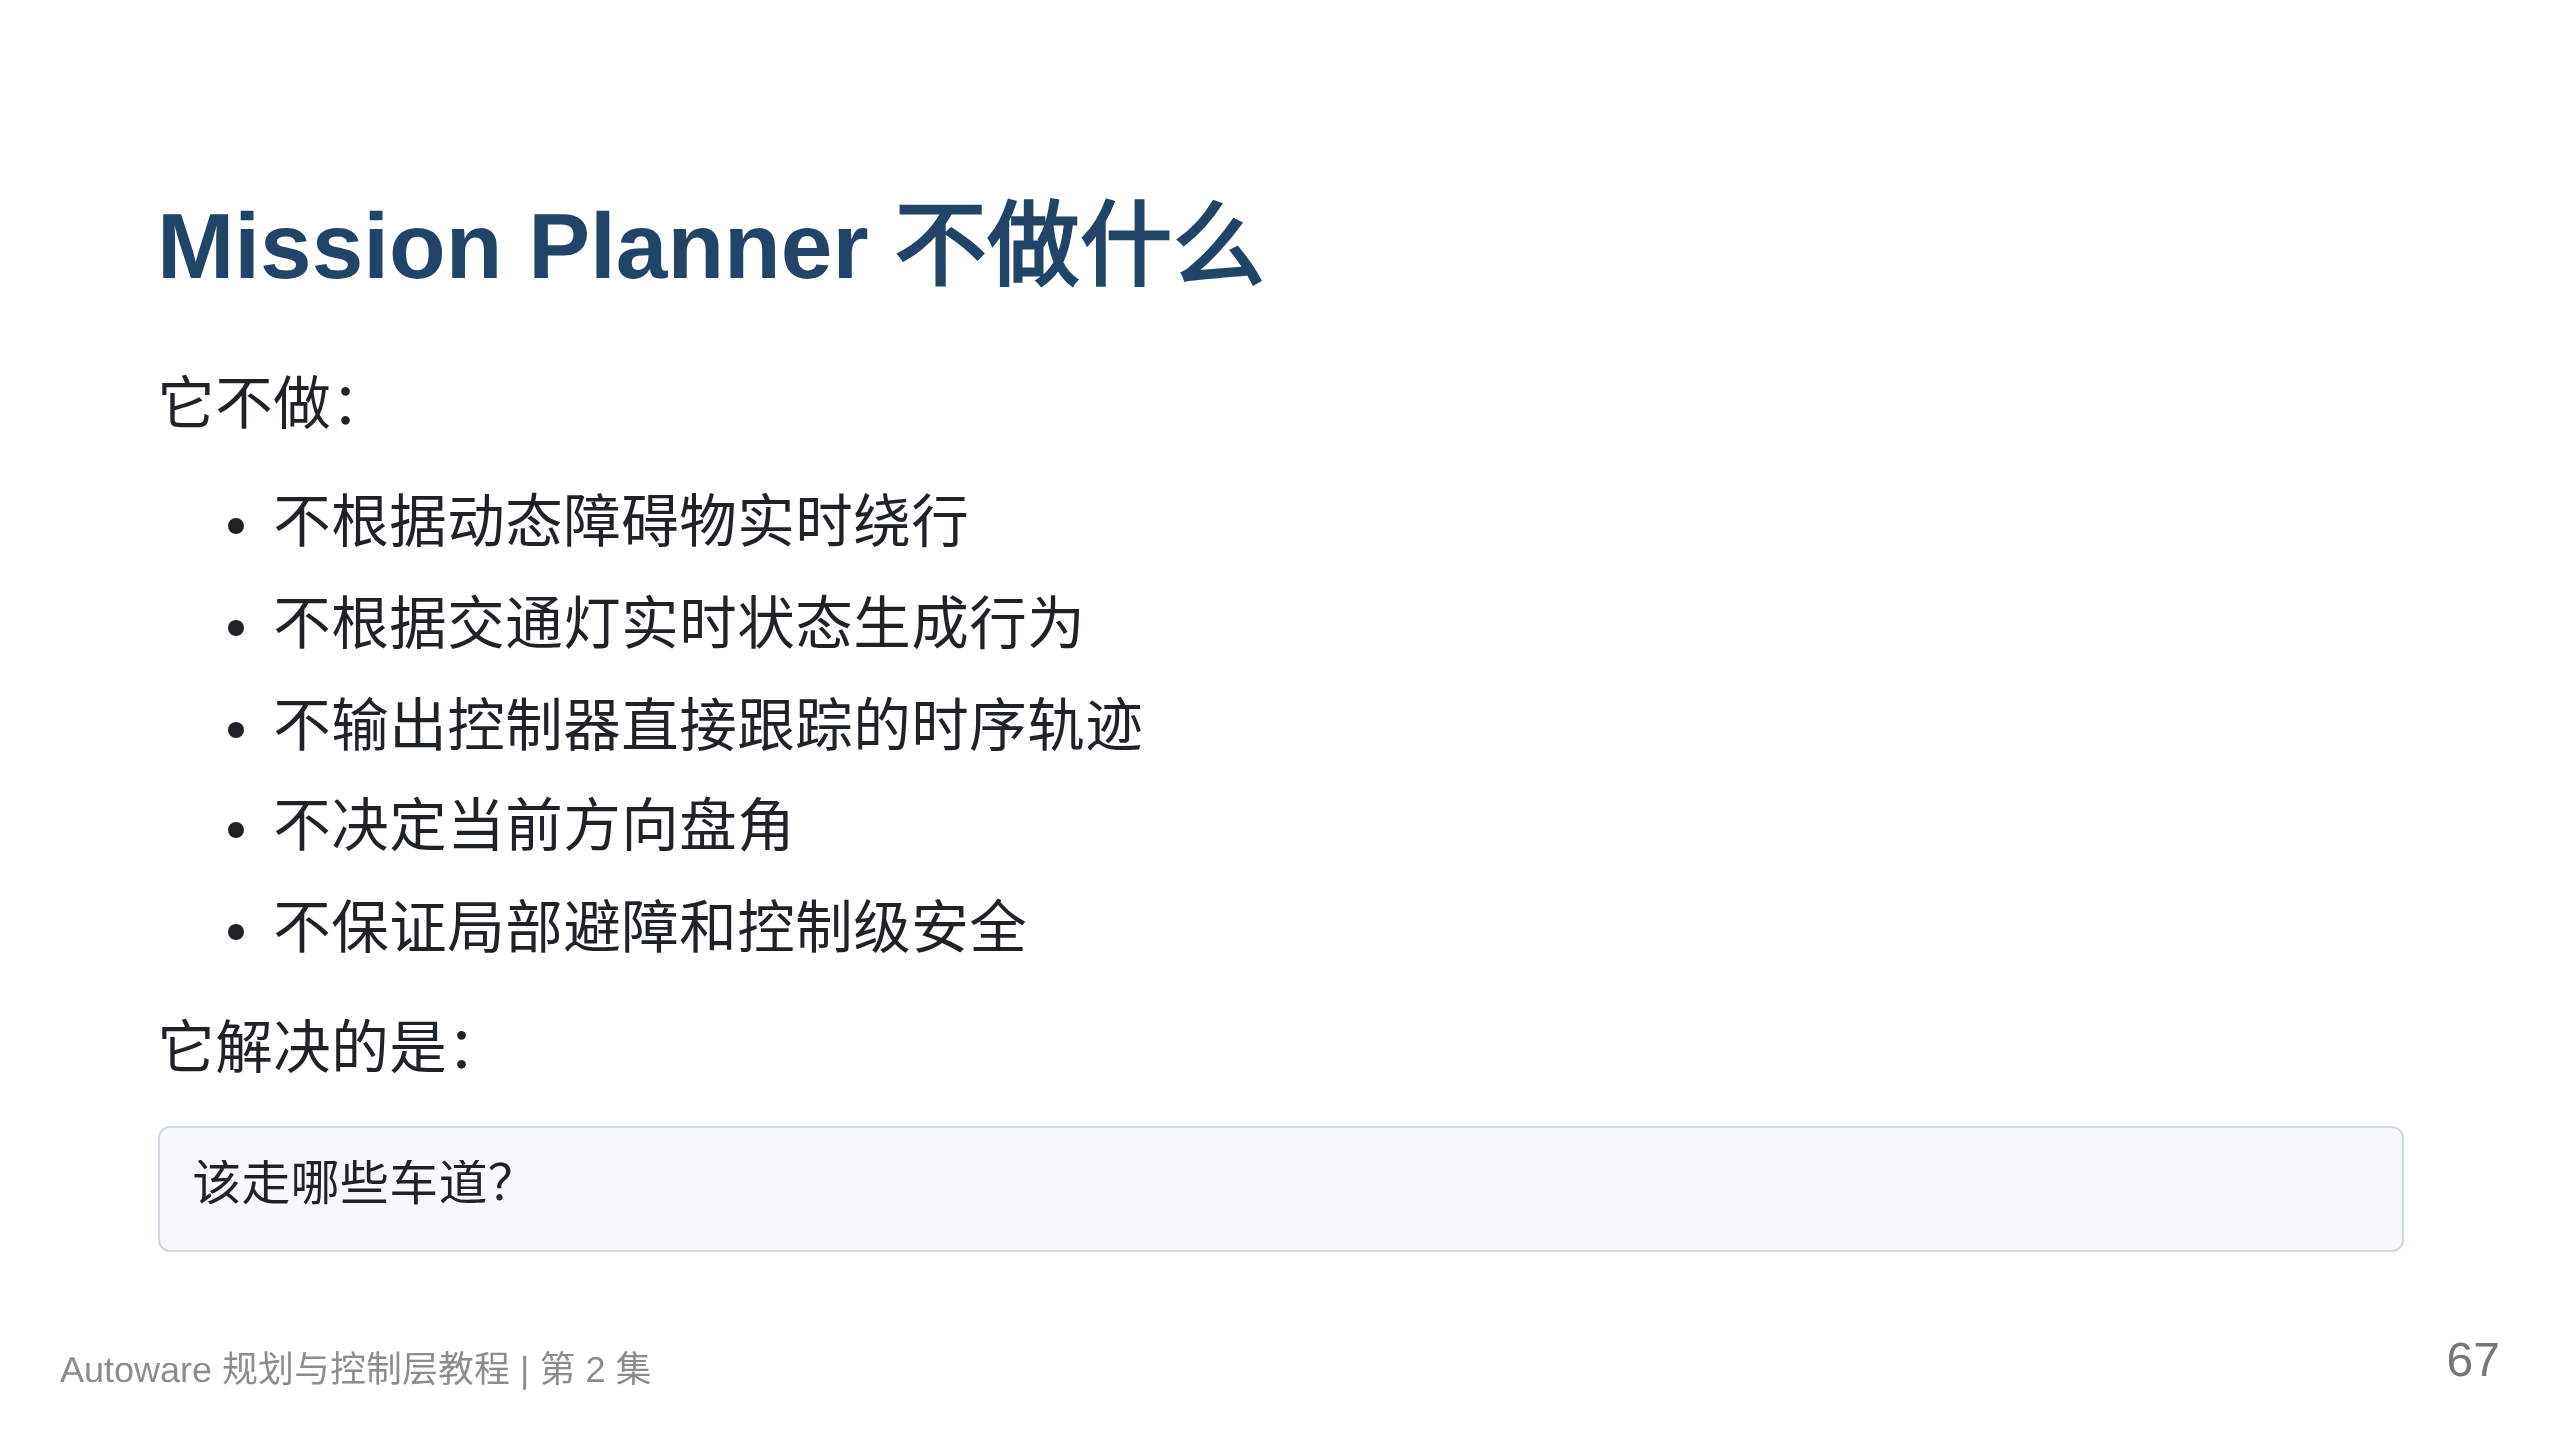 Mission Planner 不做什么
它不做：
• 不根据动态障碍物实时绕行
• 不根据交通灯实时状态生成行为
• 不输出控制器直接跟踪的时序轨迹
• 不决定当前方向盘角
• 不保证局部避障和控制级安全
它解决的是：
该走哪些车道？
Autoware 规划与控制层教程 | 第 2 集
67